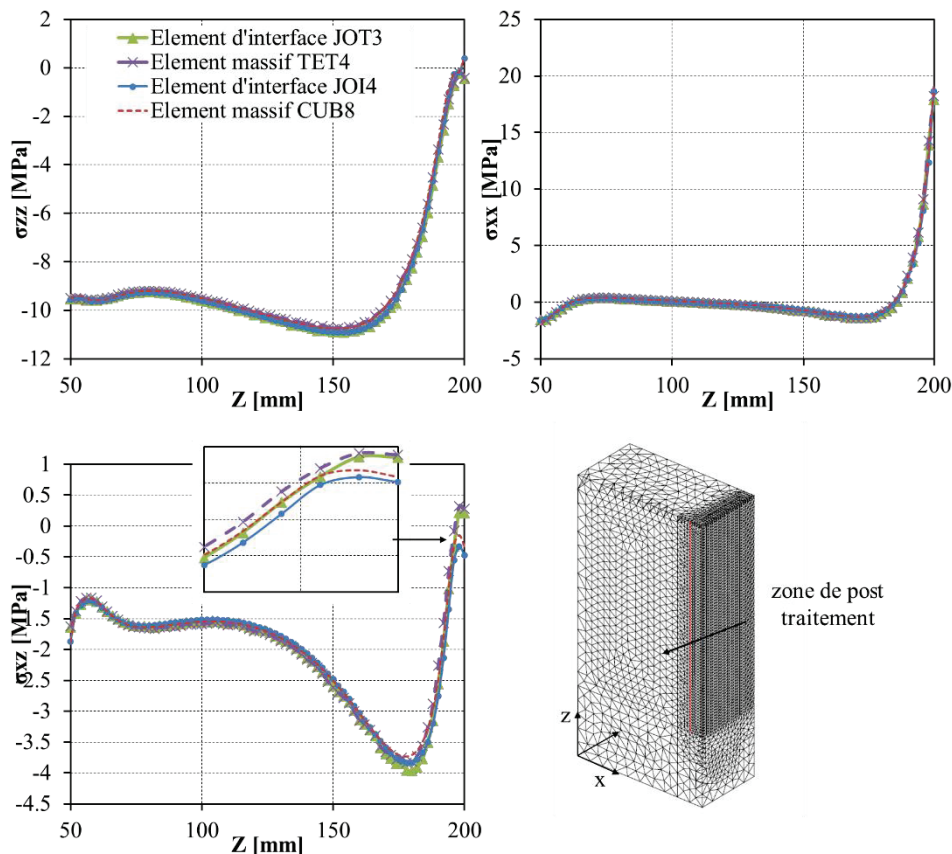 2
0
-2
-4
-6
-8
-10
-12
σzz [MPa]
Element d'interface JOT3
Element massif TET4
Element d'interface JOI4
Element massif CUB8
50 100 150 200
Z [mm]
25
20
15
10
5
0
-5
σxx [MPa]
50 100 150 200
Z [mm]
1
0.5
0
-0.5
-1
-1.5
-2
-2.5
-3
-3.5
-4
-4.5
σxz [MPa]
50 100 150 200
Z [mm]
zone de post
traitement
z
x